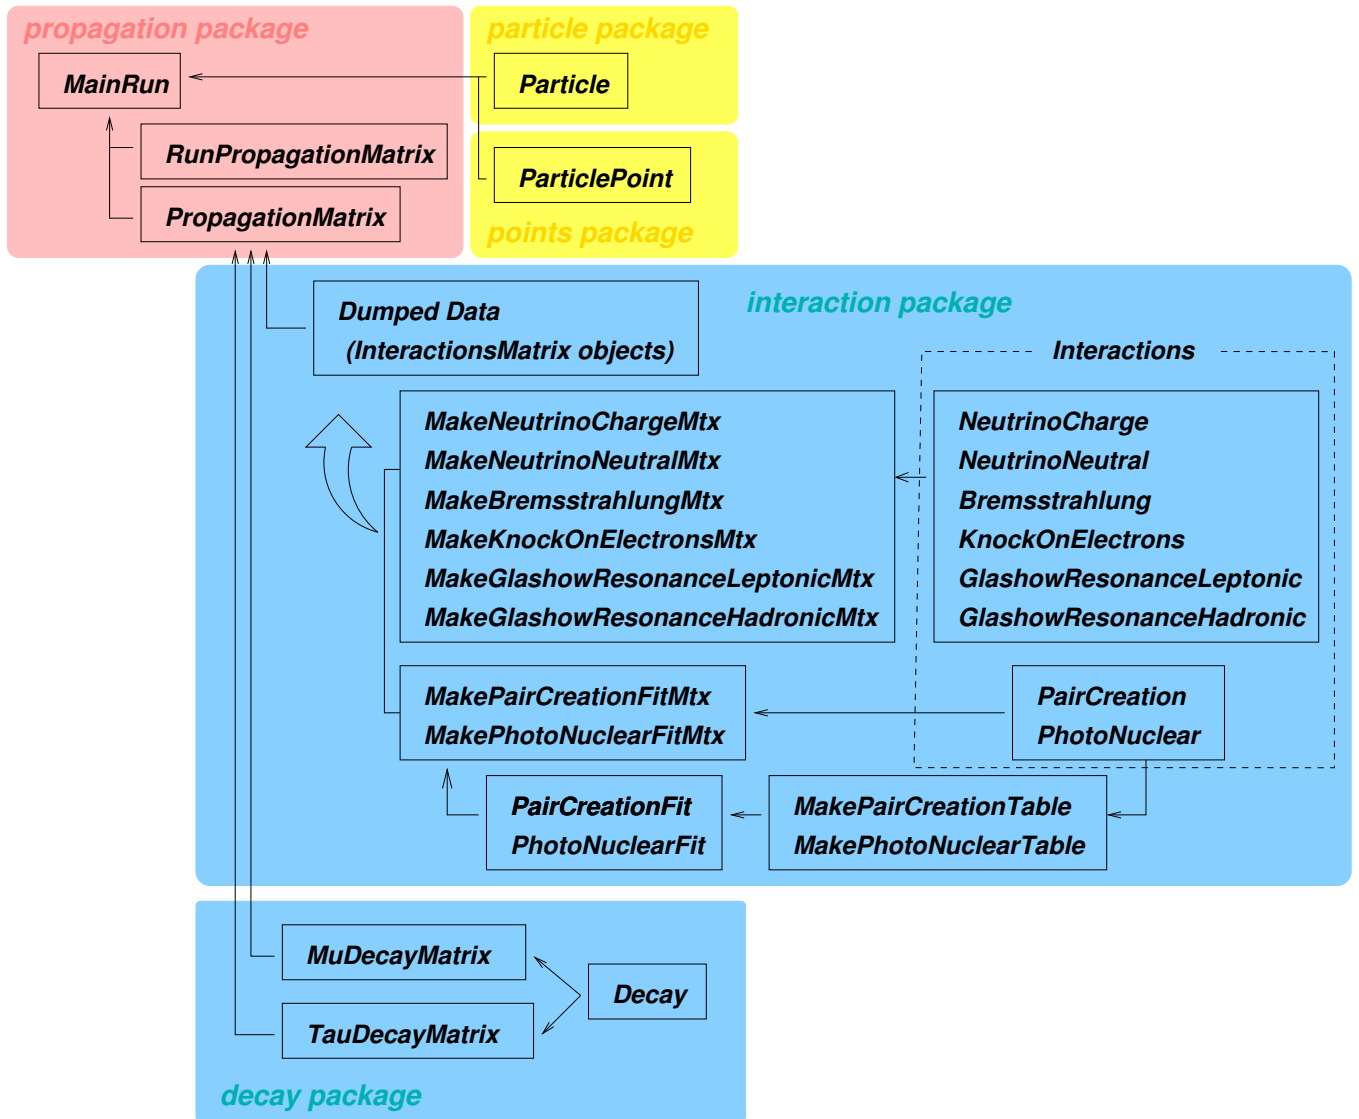 propagation package
MainRun
RunPropagationMatrix
PropagationMatrix
particle package
Particle
ParticlePoint
points package
interaction package
Dumped Data
(InteractionsMatrix objects)
Interactions
MakeNeutrinoChargeMtx
MakeNeutrinoNeutralMtx
MakeBremsstrahlungMtx
MakeKnockOnElectronsMtx
MakeGlashowResonanceLeptonicMtx
MakeGlashowResonanceHadronicMtx
NeutrinoCharge
NeutrinoNeutral
Bremsstrahlung
KnockOnElectrons
GlashowResonanceLeptonic
GlashowResonanceHadronic
MakePairCreationFitMtx
MakePhotoNuclearFitMtx
PairCreation
PhotoNuclear
PairCreationFit
PhotoNuclearFit
MakePairCreationTable
MakePhotoNuclearTable
MuDecayMatrix
Decay
TauDecayMatrix
decay package